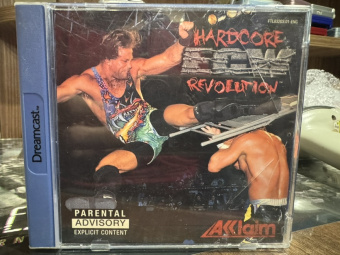 HARDCORE
ECW
REVOLUTION
Dreamcast
PARENTAL
ADVISORY
EXPLICIT CONTENT
Acclaim